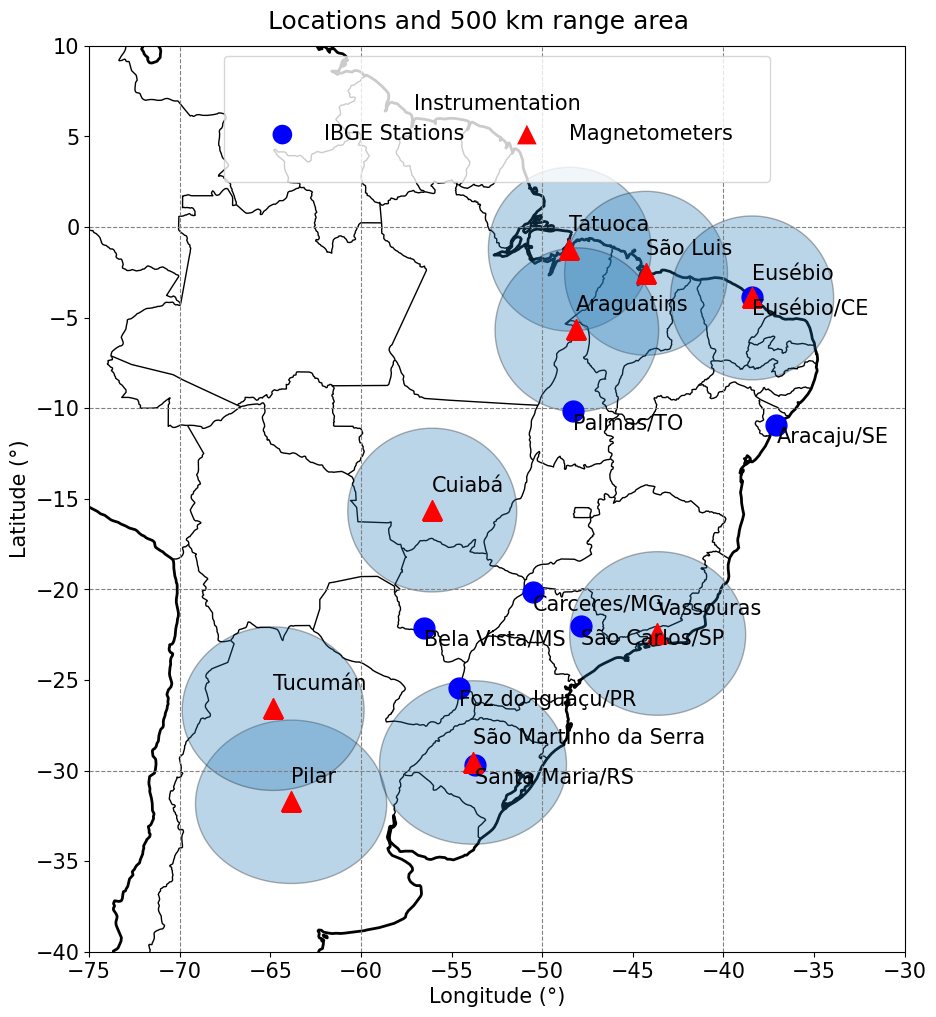 Locations and 500 km range area
Instrumentation
IBGE Stations
Magnetometers
Tatuoca
São Luis
Eusébio
Eusébio/CE
Araguatins
Palmas/TO
Aracaju/SE
Cuiabá
Carceres/MG
Vassouras
Bela Vista/MS
São Carlos/SP
Tucumán
Foz do Iguaçu/PR
São Martinho da Serra
Pilar
Santa Maria/RS
10
5
0
−5
−10
−15
−20
−25
−30
−35
−40
Latitude (°)
−75 −70 −65 −60 −55 −50 −45 −40 −35 −30
Longitude (°)